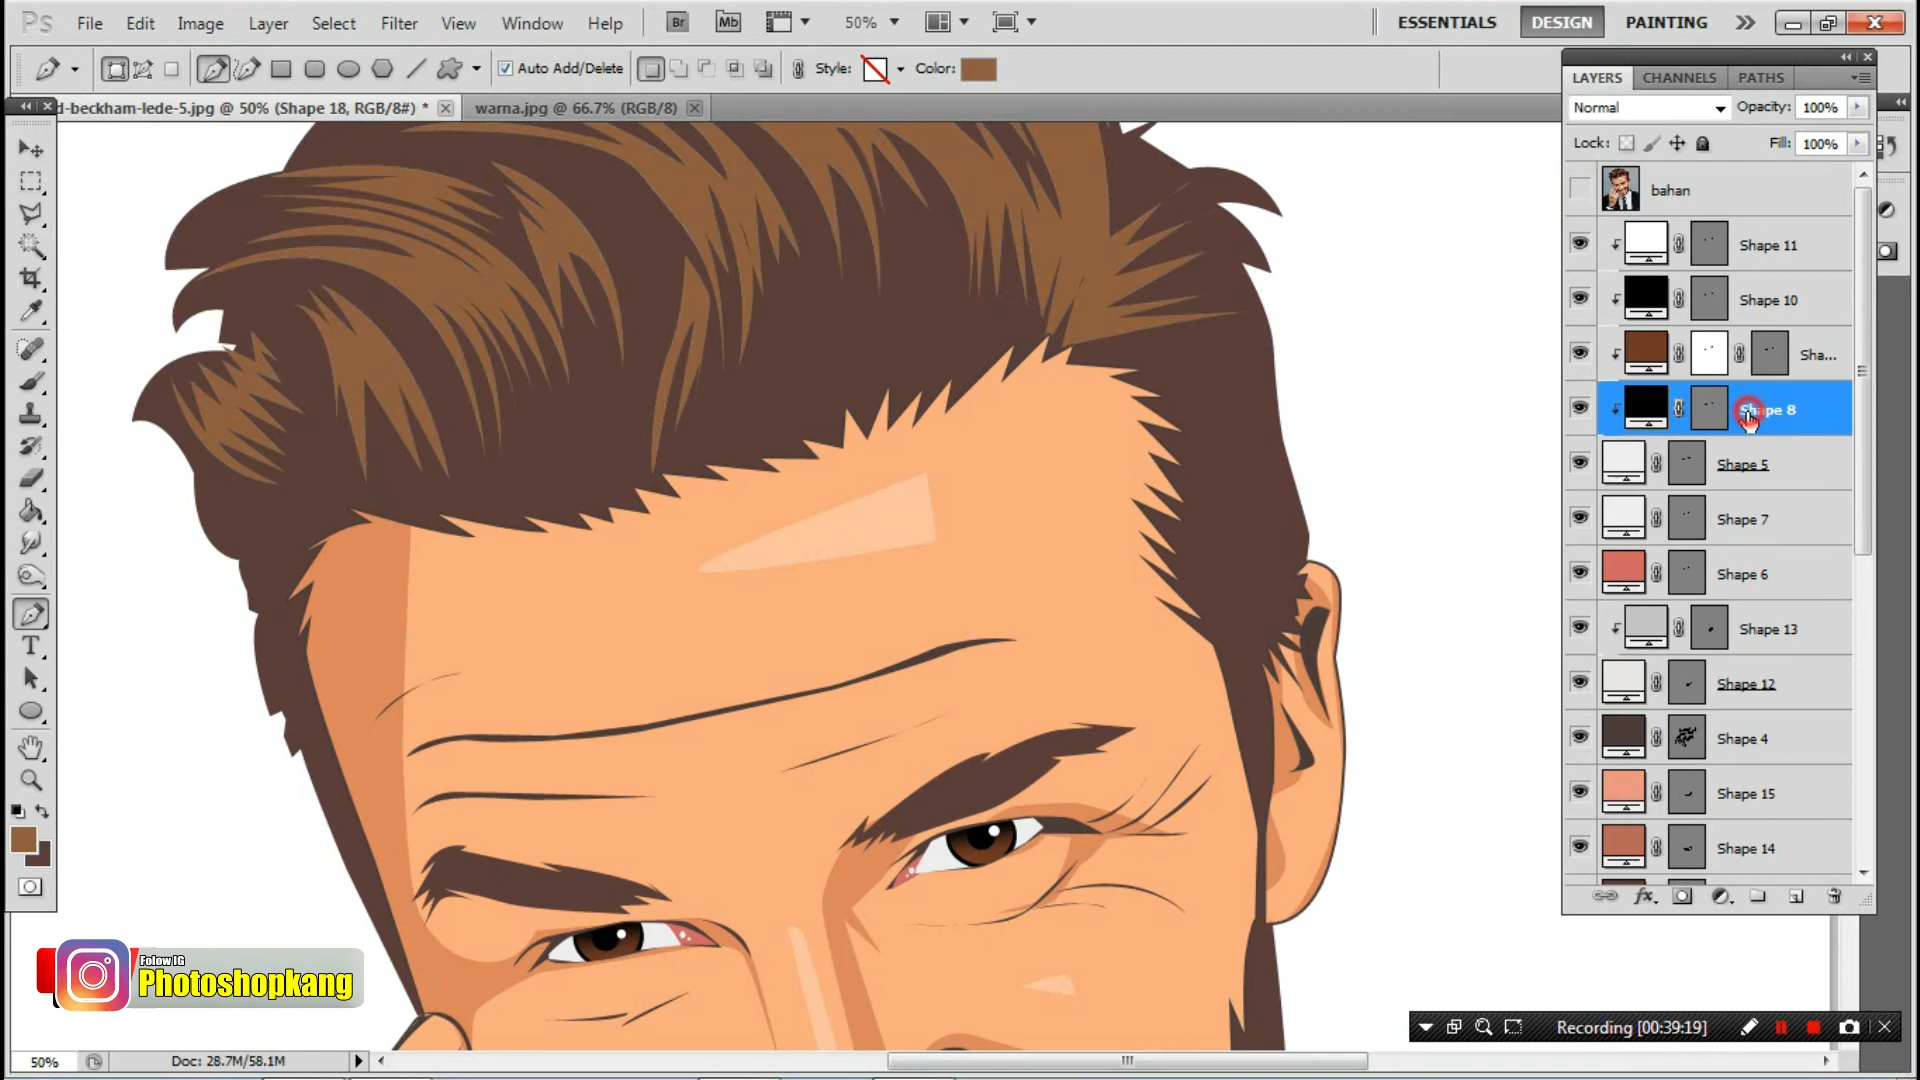 Ps File Edit Image Layer Select Filter View Window Help Br Mb 50% ESSENTIALS DESIGN PAINTING
Auto Add/Delete Style: Color:
d-beckham-lede-5.jpg @ 50% (Shape 18, RGB/8#) * warna.jpg @ 66.7% (RGB/8)
LAYERS CHANNELS PATHS
Normal Opacity: 100%
Lock: Fill: 100%
bahan
Shape 11
Shape 10
Sha...
Shape 8
Shape 5
Shape 7
Shape 6
Shape 13
Shape 12
Shape 4
Shape 15
Shape 14
T
fx
Folow IG
Photoshopkang
Recording [00:39:19]
50% Doc: 28.7M/58.1M